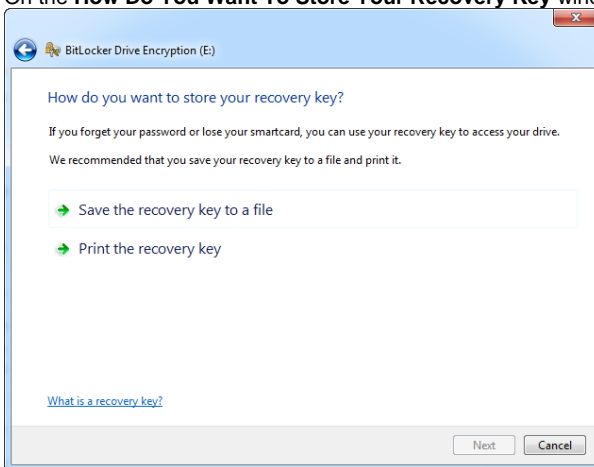 On the How Do You Want To Store Your Recovery Key wind
BitLocker Drive Encryption (E:)
How do you want to store your recovery key?
If you forget your password or lose your smartcard, you can use your recovery key to access your drive.
We recommended that you save your recovery key to a file and print it.
Save the recovery key to a file
Print the recovery key
What is a recovery key?
Next Cancel